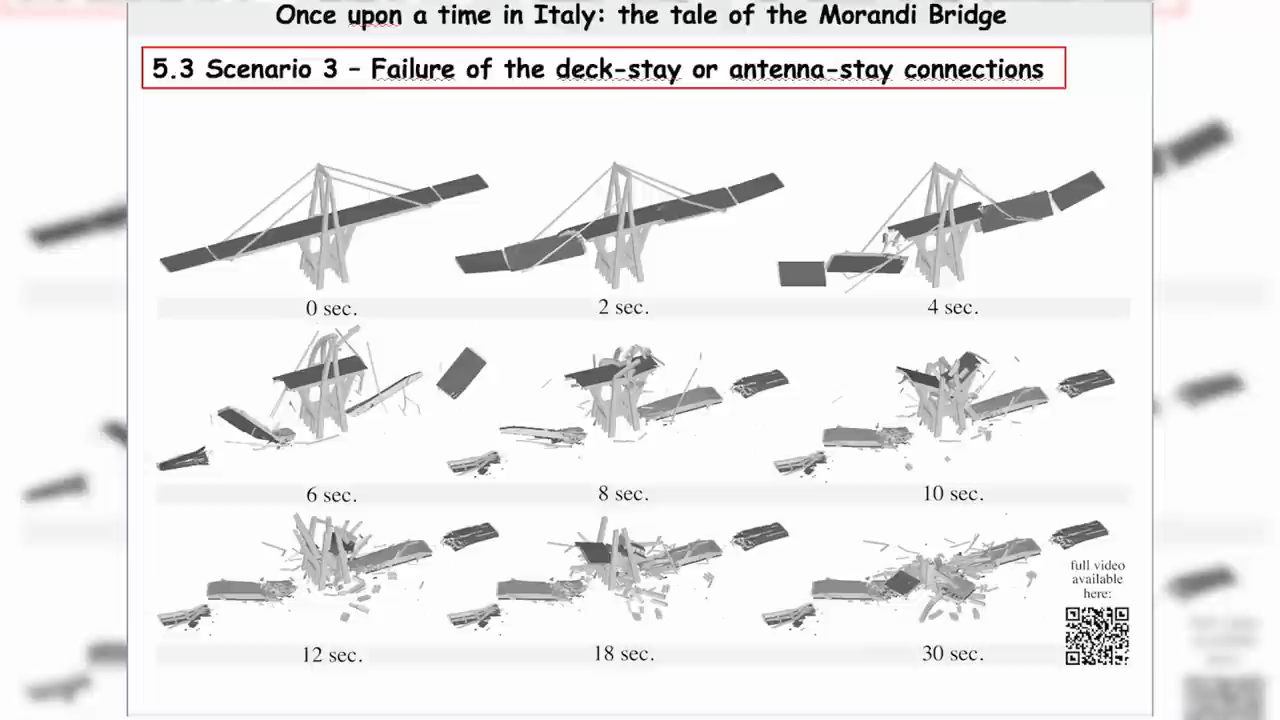 Once upon a time in Italy: the tale of the Morandi Bridge
5.3 Scenario 3 – Failure of the deck-stay or antenna-stay connections
0 sec.
2 sec.
4 sec.
6 sec.
8 sec.
10 sec.
12 sec.
18 sec.
30 sec.
full video
available
here: